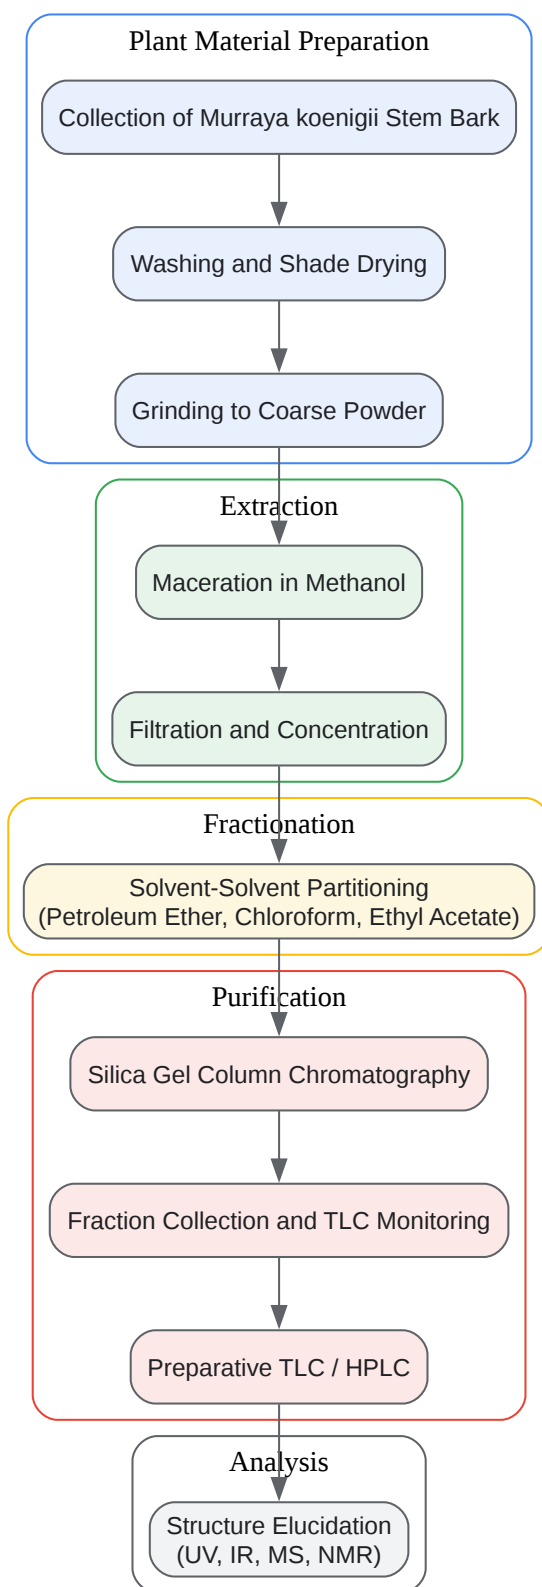 Plant Material Preparation
Collection of Murraya koenigii Stem Bark
Washing and Shade Drying
Grinding to Coarse Powder
Extraction
Maceration in Methanol
Filtration and Concentration
Fractionation
Solvent-Solvent Partitioning
(Petroleum Ether, Chloroform, Ethyl Acetate)
Purification
Silica Gel Column Chromatography
Fraction Collection and TLC Monitoring
Preparative TLC / HPLC
Analysis
Structure Elucidation
(UV, IR, MS, NMR)